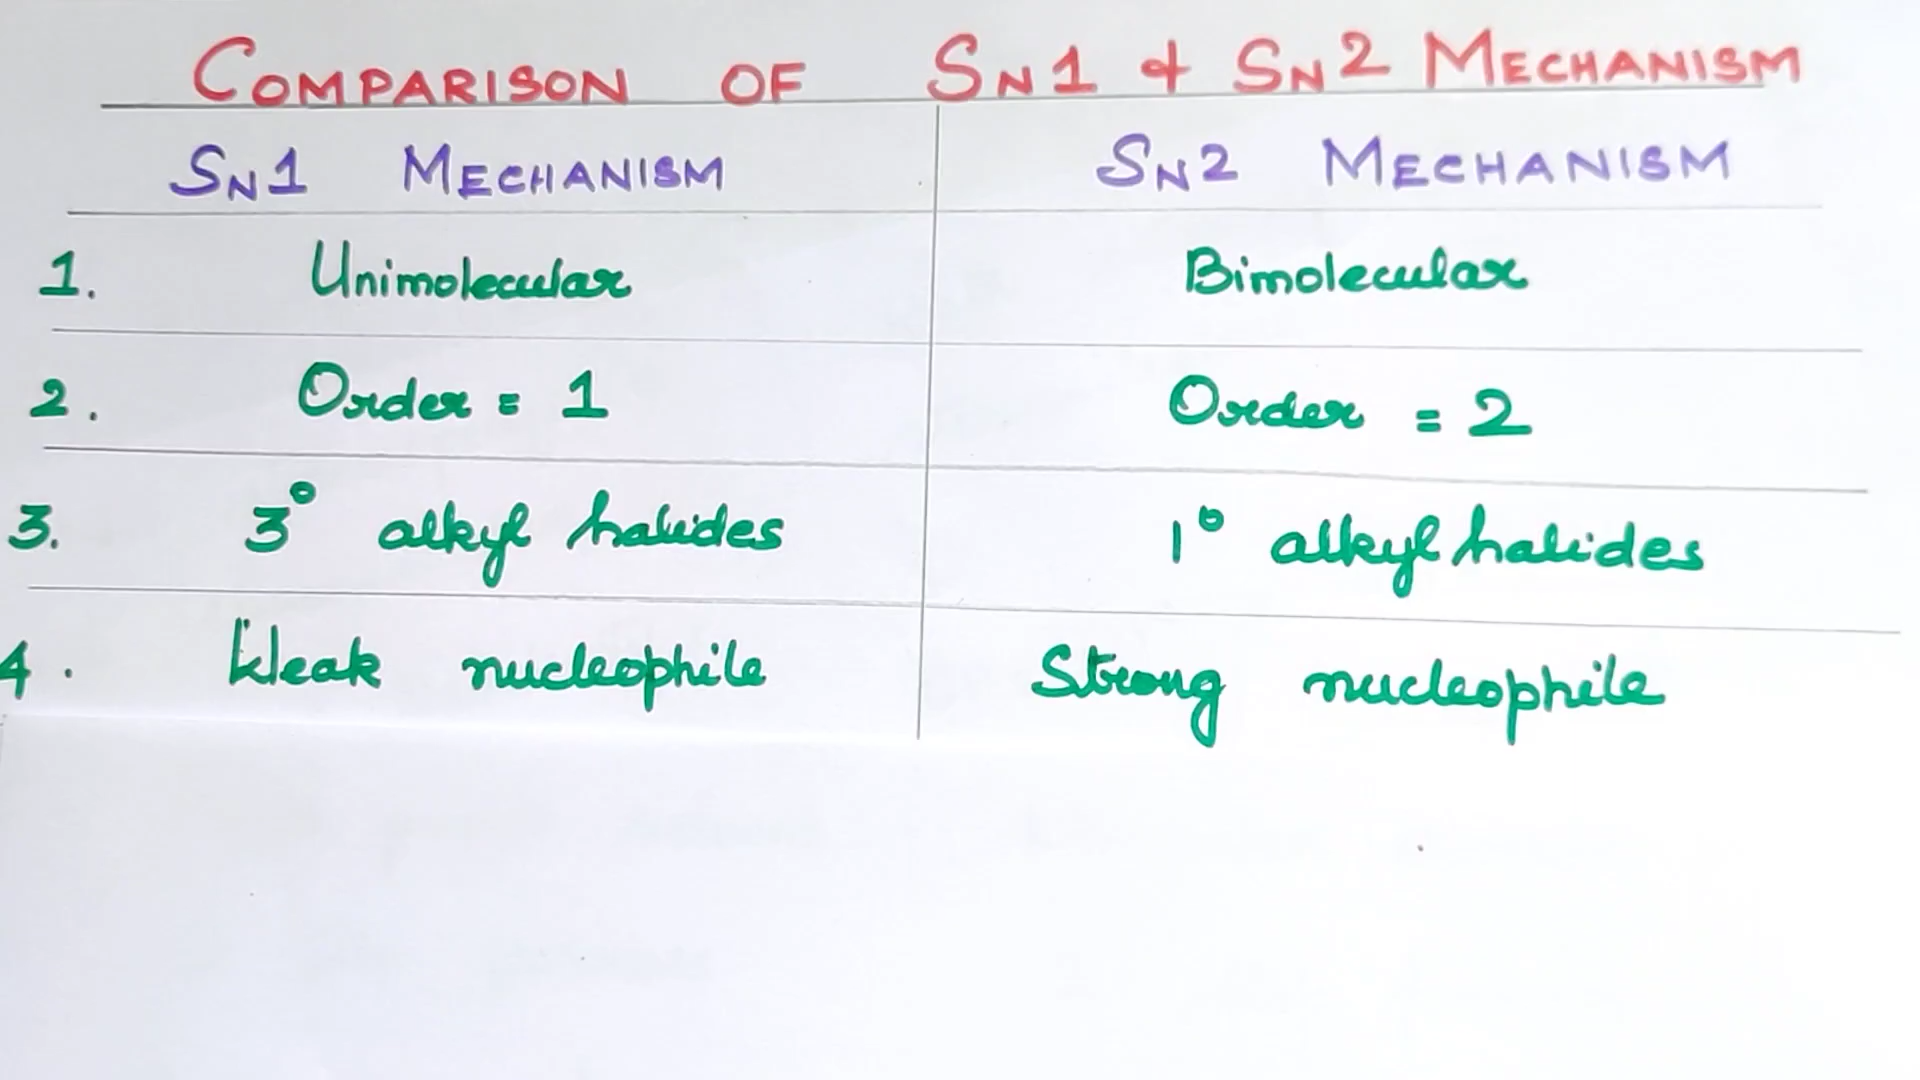 COMPARISON OF SN1 & SN2 MECHANISM
SN1 MECHANISM SN2 MECHANISM
1. Unimolecular Bimolecular
2. Order = 1 Order = 2
3. 3° alkyl halides 1° alkyl halides
4. Weak nucleophile Strong nucleophile